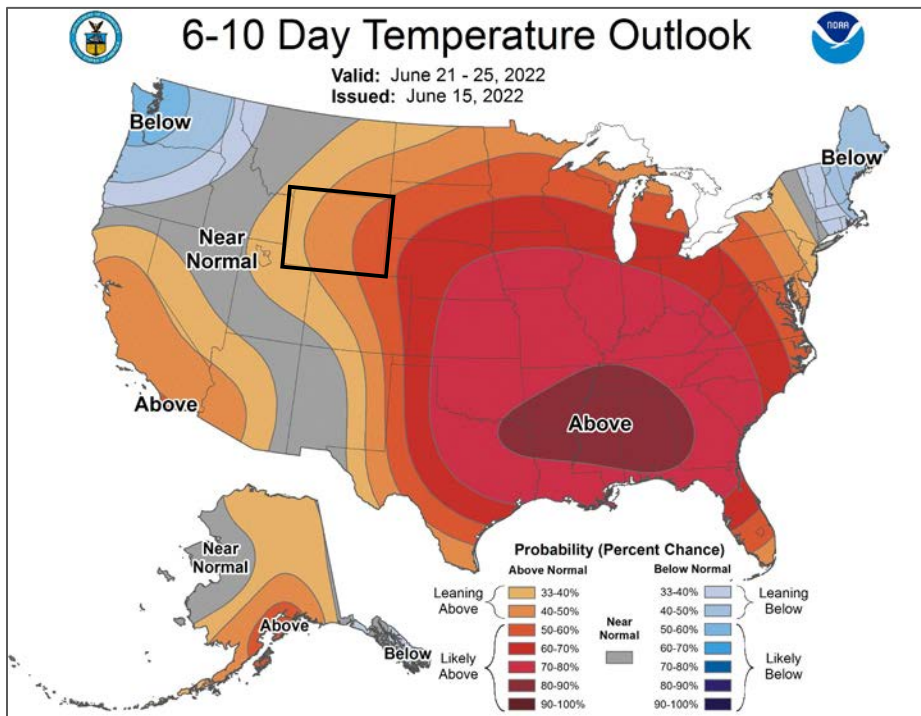 6-10 Day Temperature Outlook
NOAA
Valid: June 21 - 25, 2022
Issued: June 15, 2022
Below
Below
Near
Normal
Above
Above
Near
Normal
Above
Below
Probability (Percent Chance)
Above Normal
Below Normal
Leaning
Above
33-40%
40-50%
Likely
Above
50-60%
60-70%
70-80%
80-90%
90-100%
Near
Normal
33-40%
40-50%
Leaning
Below
50-60%
60-70%
70-80%
80-90%
90-100%
Likely
Below